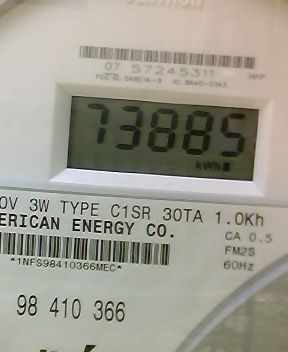 07 57245311
HPP
73885
kWh
0V 3W TYPE C1SR 30TA 1.0Kh
ERICAN ENERGY CO.
CA 0.5
FM2S
60Hz
*1NFS98410366MEC*
98 410 366